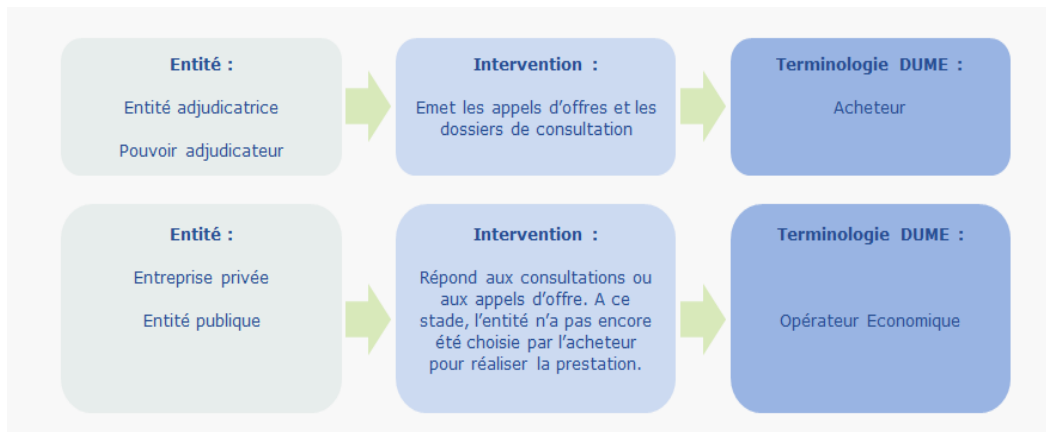 Entité :
Entité adjudicatrice
Pouvoir adjudicateur
Intervention :
Emet les appels d'offres et les
dossiers de consultation
Terminologie DUME :
Acheteur
Entité :
Entreprise privée
Entité publique
Intervention :
Répond aux consultations ou
aux appels d'offre. A ce
stade, l'entité n'a pas encore
été choisie par l'acheteur
pour réaliser la prestation.
Terminologie DUME :
Opérateur Economique